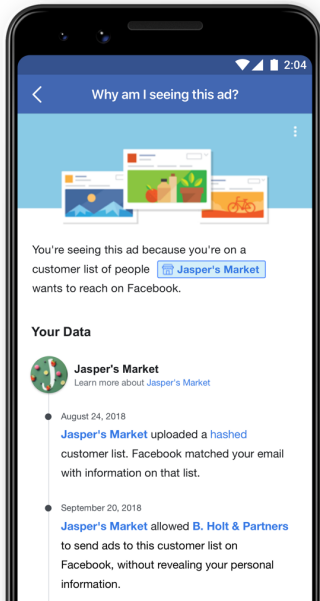 2:04
Why am I seeing this ad?
You're seeing this ad because you're on a
customer list of people Jasper's Market
wants to reach on Facebook.
Your Data
Jasper's Market
Learn more about Jasper's Market
August 24, 2018
Jasper's Market uploaded a hashed
customer list. Facebook matched your email
with information on that list.
September 20, 2018
Jasper's Market allowed B. Holt & Partners
to send ads to this customer list on
Facebook, without revealing your personal
information.